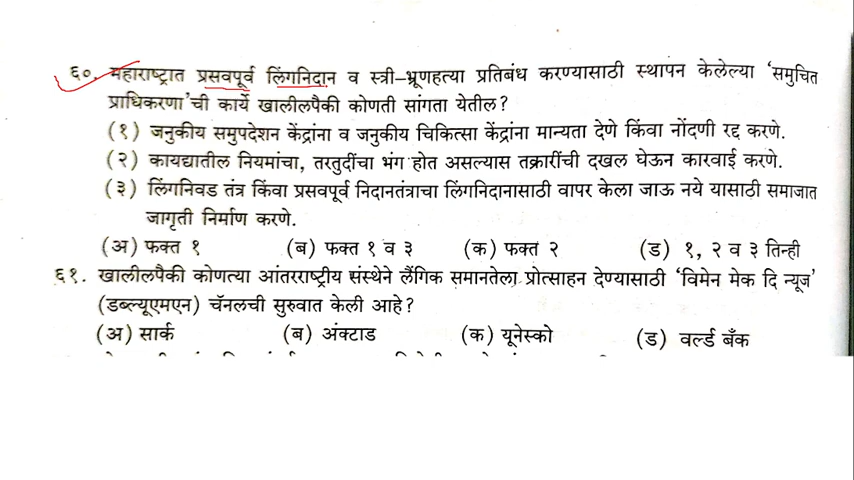 ६०. महाराष्ट्रात प्रसवपूर्व लिंगनिदान व स्त्री-भ्रूणहत्या प्रतिबंध करण्यासाठी स्थापन केलेल्या ‘समुचित
प्राधिकरणा’ची कार्ये खालीलपैकी कोणती सांगता येतील?
(१) जनुकीय समुपदेशन केंद्रांना व जनुकीय चिकित्सा केंद्रांना मान्यता देणे किंवा नोंदणी रद्द करणे.
(२) कायद्यातील नियमांचा, तरतुदींचा भंग होत असल्यास तक्रारींची दखल घेऊन कारवाई करणे.
(३) लिंगनिवड तंत्र किंवा प्रसवपूर्व निदानतंत्राचा लिंगनिदानासाठी वापर केला जाऊ नये यासाठी समाजात
जागृती निर्माण करणे.
(अ) फक्त १ (ब) फक्त १ व ३ (क) फक्त २ (ड) १, २ व ३ तिन्ही
६१. खालीलपैकी कोणत्या आंतरराष्ट्रीय संस्थेने लैंगिक समानतेला प्रोत्साहन देण्यासाठी ‘विमेन मेक दि न्यूज’
(डब्ल्यूएमएन) चॅनलची सुरुवात केली आहे?
(अ) सार्क (ब) अंक्टाड (क) यूनेस्को (ड) वर्ल्ड बँक